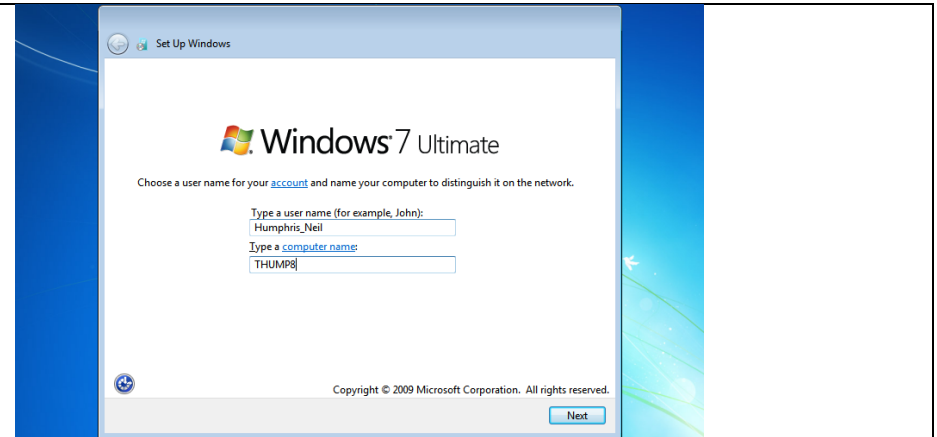 Set Up Windows
Windows 7 Ultimate
Choose a user name for your account and name your computer to distinguish it on the network.
Type a user name (for example, John):
Humphris_Neil
Type a computer name:
THUMP8
Copyright © 2009 Microsoft Corporation. All rights reserved.
Next